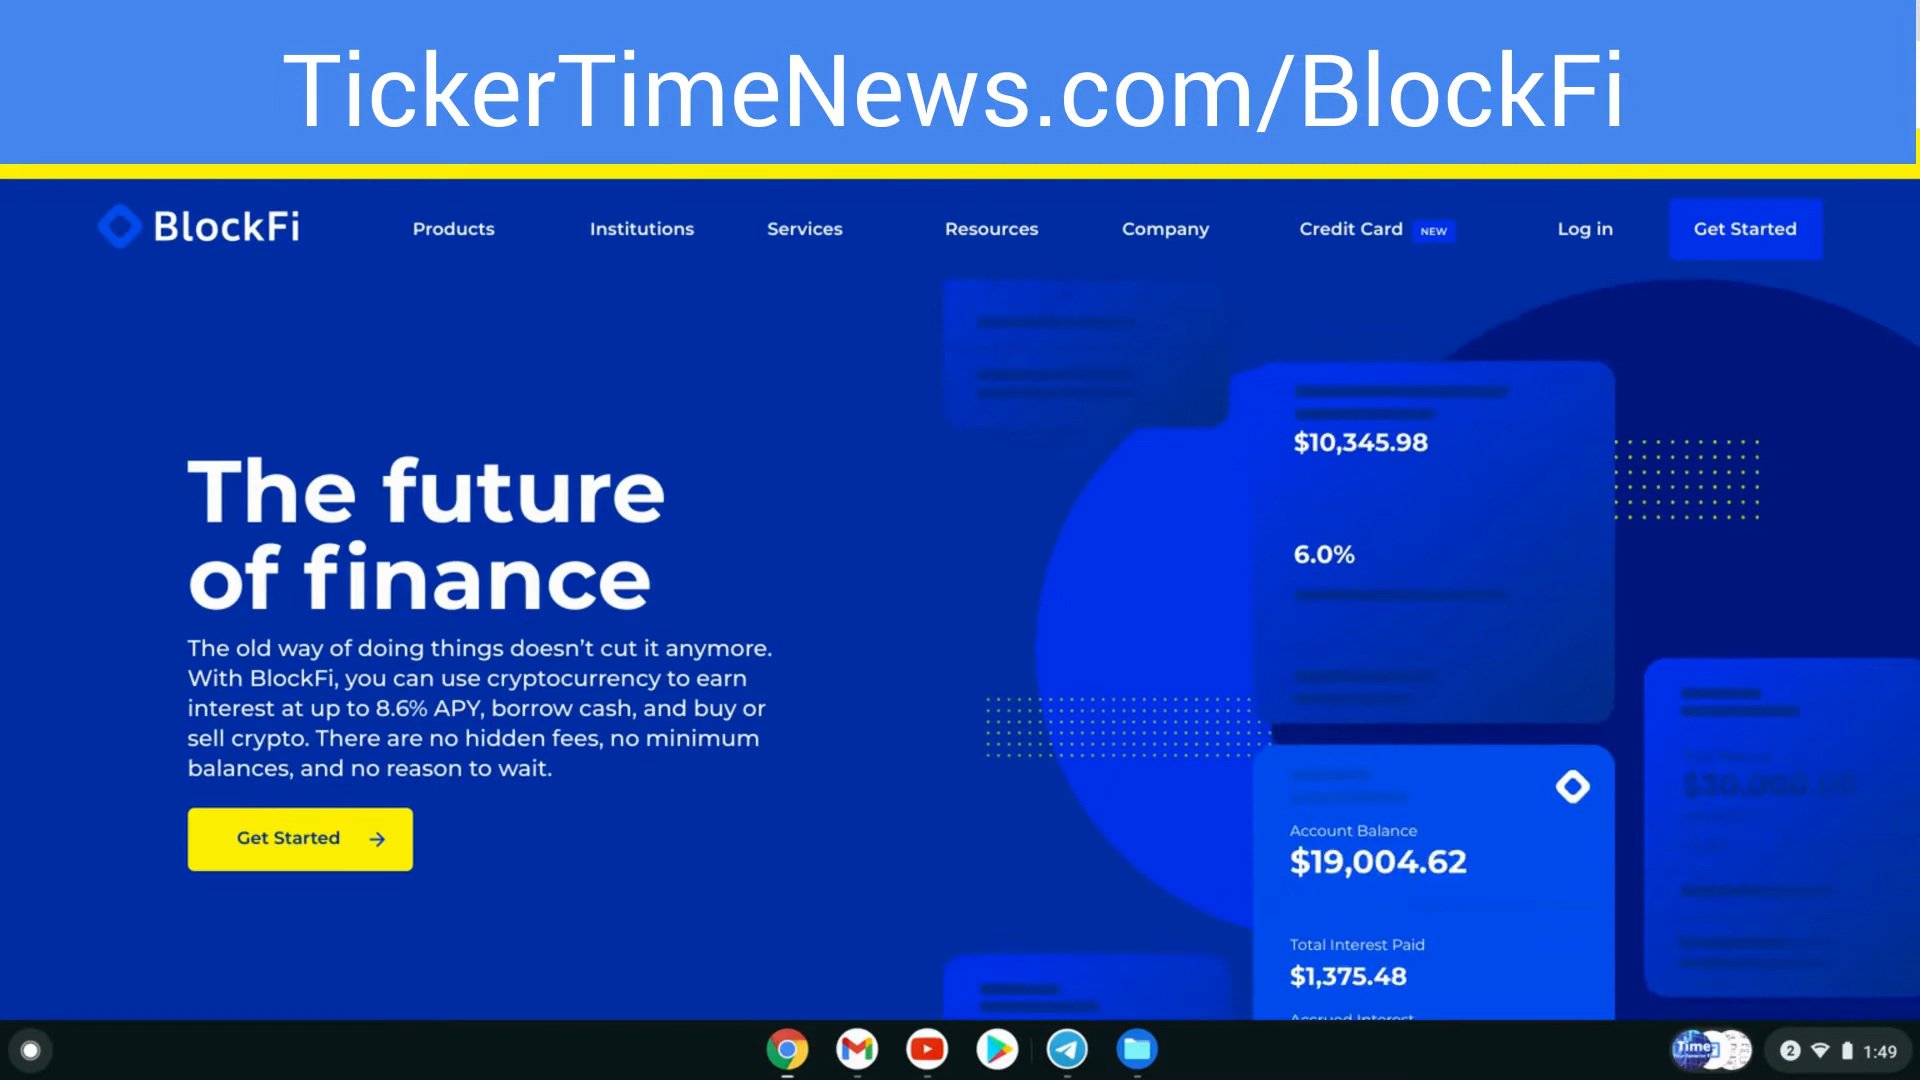 TickerTimeNews.com/BlockFi
BlockFi
Products
Institutions
Services
Resources
Company
Credit Card NEW
Log in
Get Started
$10,345.98
6.0%
The future
of finance
The old way of doing things doesn't cut it anymore.
With BlockFi, you can use cryptocurrency to earn
interest at up to 8.6% APY, borrow cash, and buy or
sell crypto. There are no hidden fees, no minimum
balances, and no reason to wait.
Get Started
Account Balance
$19,004.62
Total Interest Paid
$1,375.48
Accrued Interest
Time
2
1:49